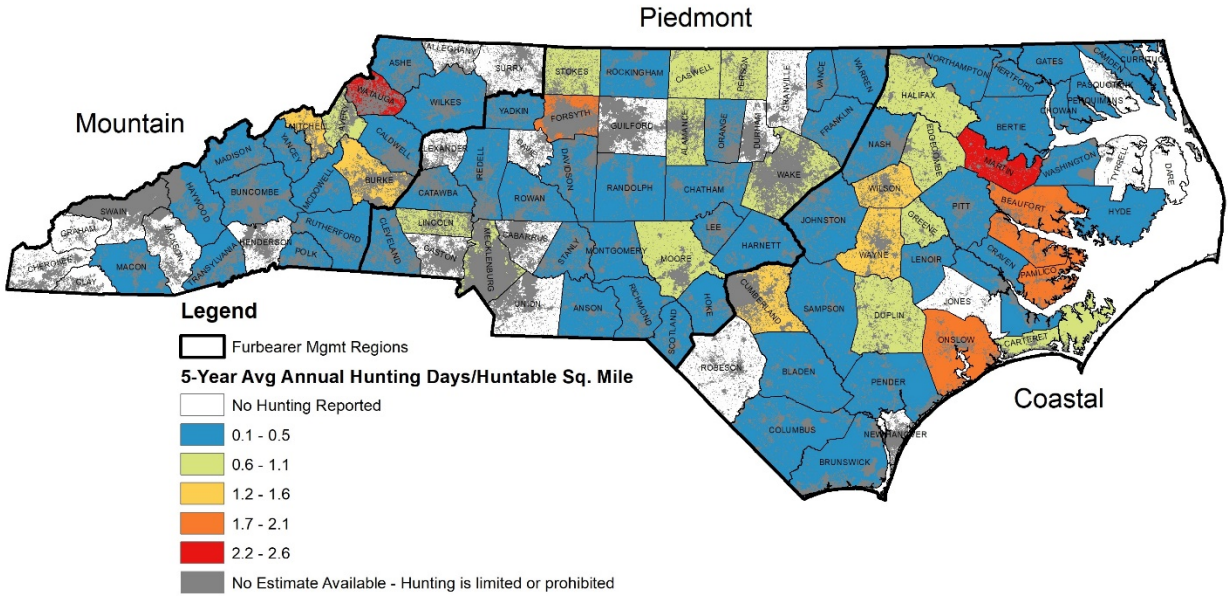 Piedmont
Mountain
Coastal
ALLEGHANY
ASHE
SURRY
STOKES
ROCKINGHAM
CASWELL
PERSON
GRANVILLE
VANCE
WARREN
NORTHAMPTON
HERTFORD
GATES
CAMDEN
CURRITUCK
PASQUOTANK
PERQUIMANS
CHOWAN
WATAUGA
WILKES
YADKIN
FORSYTH
GUILFORD
ALAMANCE
ORANGE
DURHAM
FRANKLIN
HALIFAX
BERTIE
MITCHELL
AVERY
CALDWELL
ALEXANDER
DAVIE
IREDELL
DAVIDSON
RANDOLPH
CHATHAM
WAKE
NASH
EDGECOMBE
MARTIN
WASHINGTON
TYRRELL
DARE
MADISON
YANCEY
BURKE
MCDOWELL
CATAWBA
ROWAN
WILSON
PITT
BEAUFORT
HYDE
SWAIN
HAYWOOD
BUNCOMBE
RUTHERFORD
LINCOLN
CABARRUS
STANLY
MONTGOMERY
MOORE
LEE
HARNETT
JOHNSTON
WAYNE
GREENE
LENOIR
CRAVEN
PAMLICO
GRAHAM
JACKSON
HENDERSON
POLK
CLEVELAND
GASTON
MECKLENBURG
CHEROKEE
CLAY
MACON
TRANSYLVANIA
UNION
ANSON
RICHMOND
SCOTLAND
HOKE
CUMBERLAND
SAMPSON
DUPLIN
JONES
CARTERET
ONSLOW
ROBESON
BLADEN
PENDER
COLUMBUS
NEW HANOVER
BRUNSWICK
Legend
Furbearer Mgmt Regions
5-Year Avg Annual Hunting Days/Huntable Sq. Mile
No Hunting Reported
0.1 - 0.5
0.6 - 1.1
1.2 - 1.6
1.7 - 2.1
2.2 - 2.6
No Estimate Available - Hunting is limited or prohibited